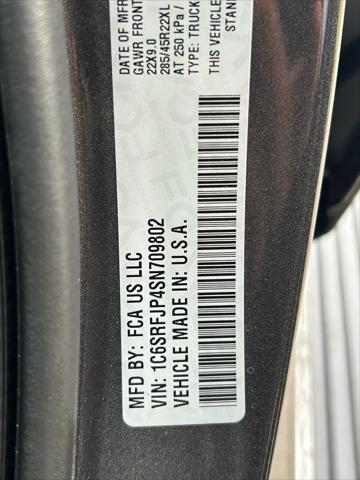 DATE OF MFR
GAWR FRONT
22X9.0
285/45R22XL
AT 250 kPa /
THIS VEHICLE
STAN
TYPE: TRUCK
MFD BY: FCA US LLC
VIN: 1C6SRFJP4SN709802
VEHICLE MADE IN: U.S.A.